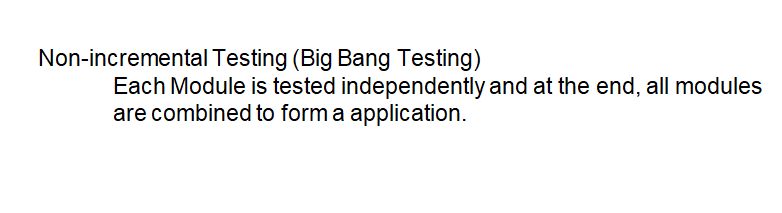 Non-incremental Testing (Big Bang Testing)
Each Module is tested independently and at the end, all modules
are combined to form a application.